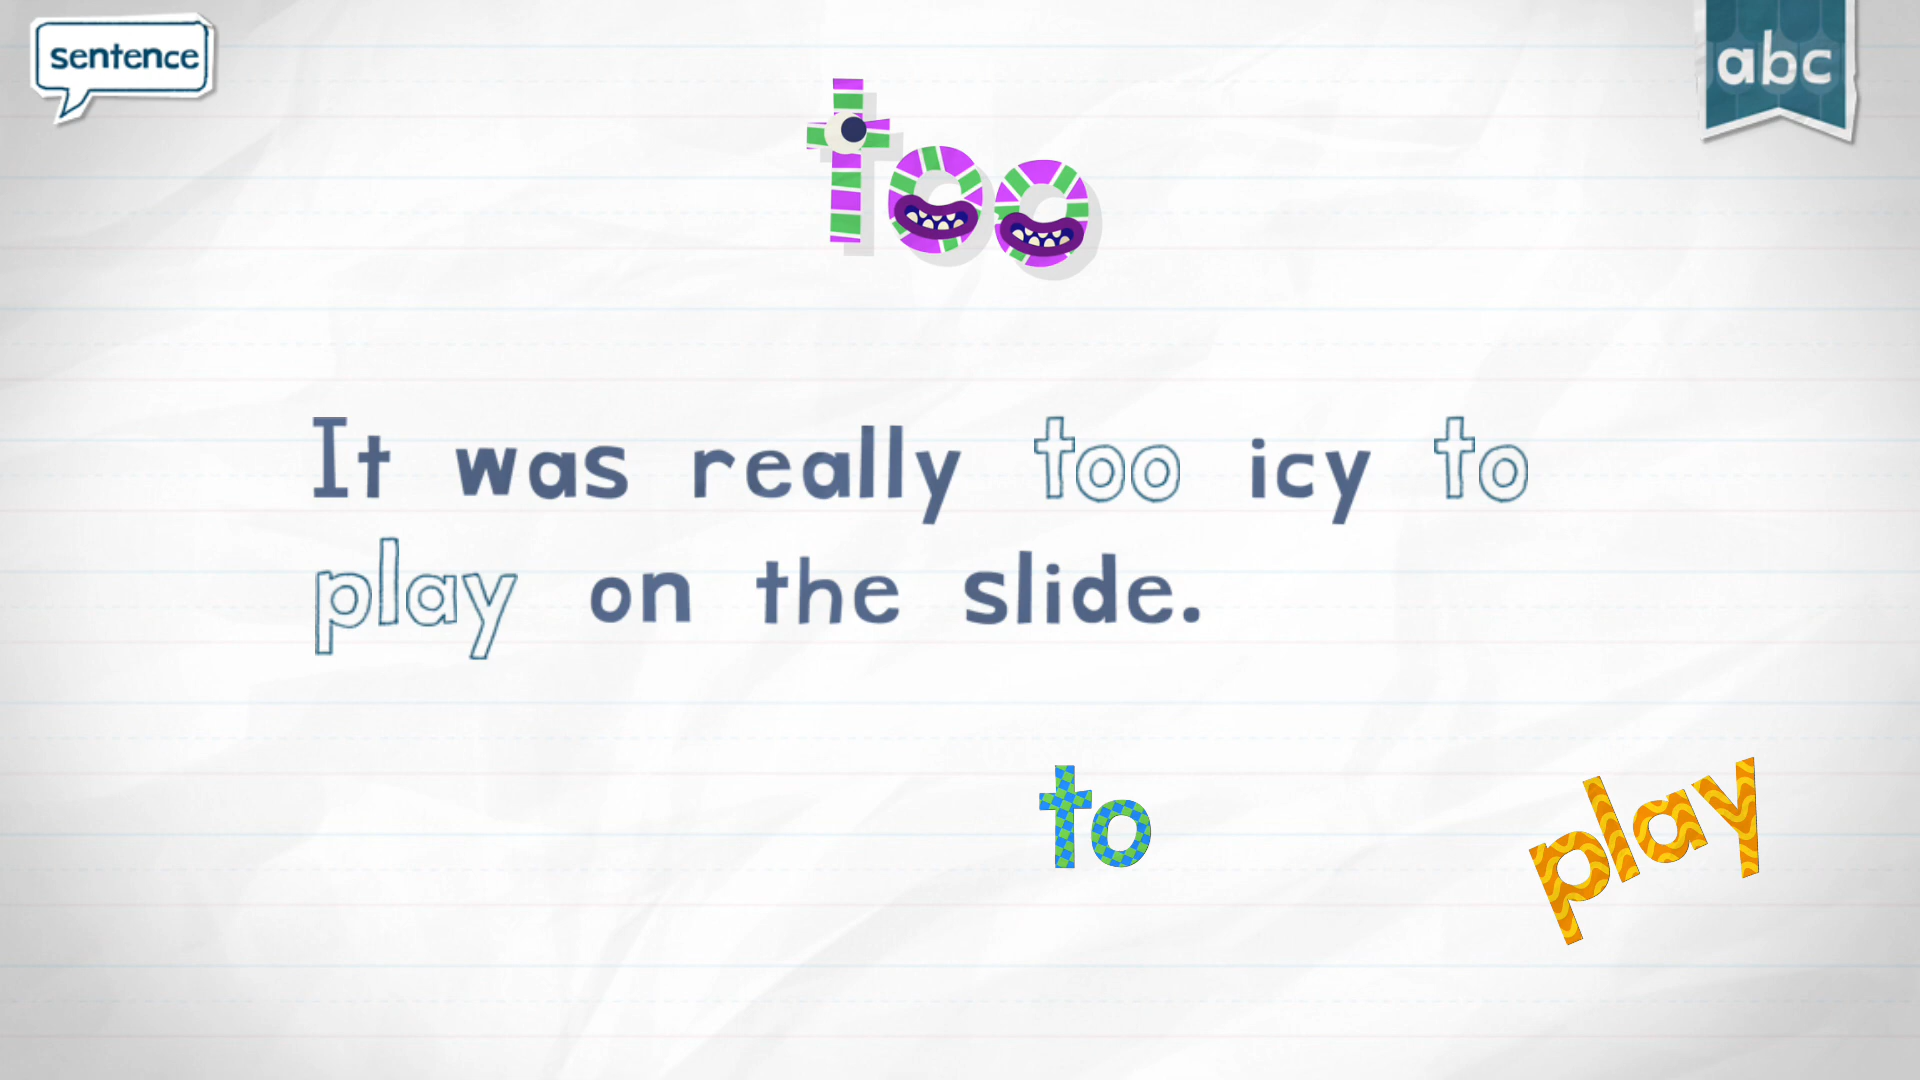 sentence
abc
too
It was really too icy to
play on the slide.
to
play